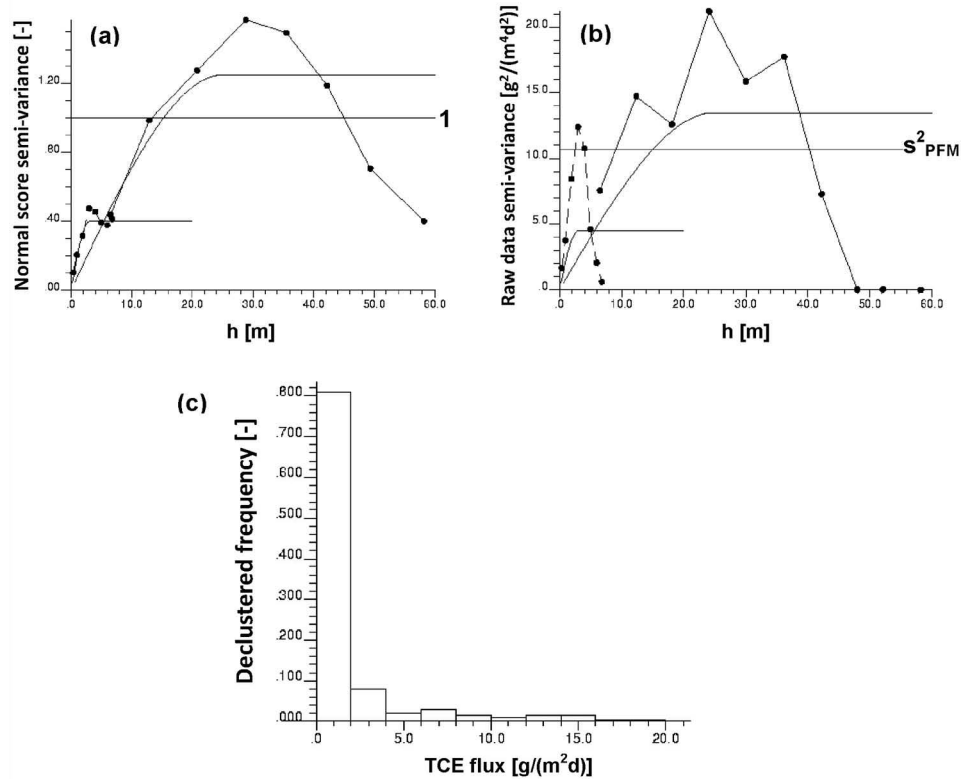 (a)
Normal score semi-variance [-]
1.20
.80
.40
.00
.0 10.0 20.0 30.0 40.0 50.0 60.0
h [m]
1
(b)
Raw data semi-variance [g²/(m⁴d²)]
20.0
15.0
10.0
5.0
.00
.0 10.0 20.0 30.0 40.0 50.0 60.0
h [m]
s²PFM
(c)
Declustered frequency [-]
.800
.700
.600
.500
.400
.300
.200
.100
.000
.0 5.0 10.0 15.0 20.0
TCE flux [g/(m²d)]